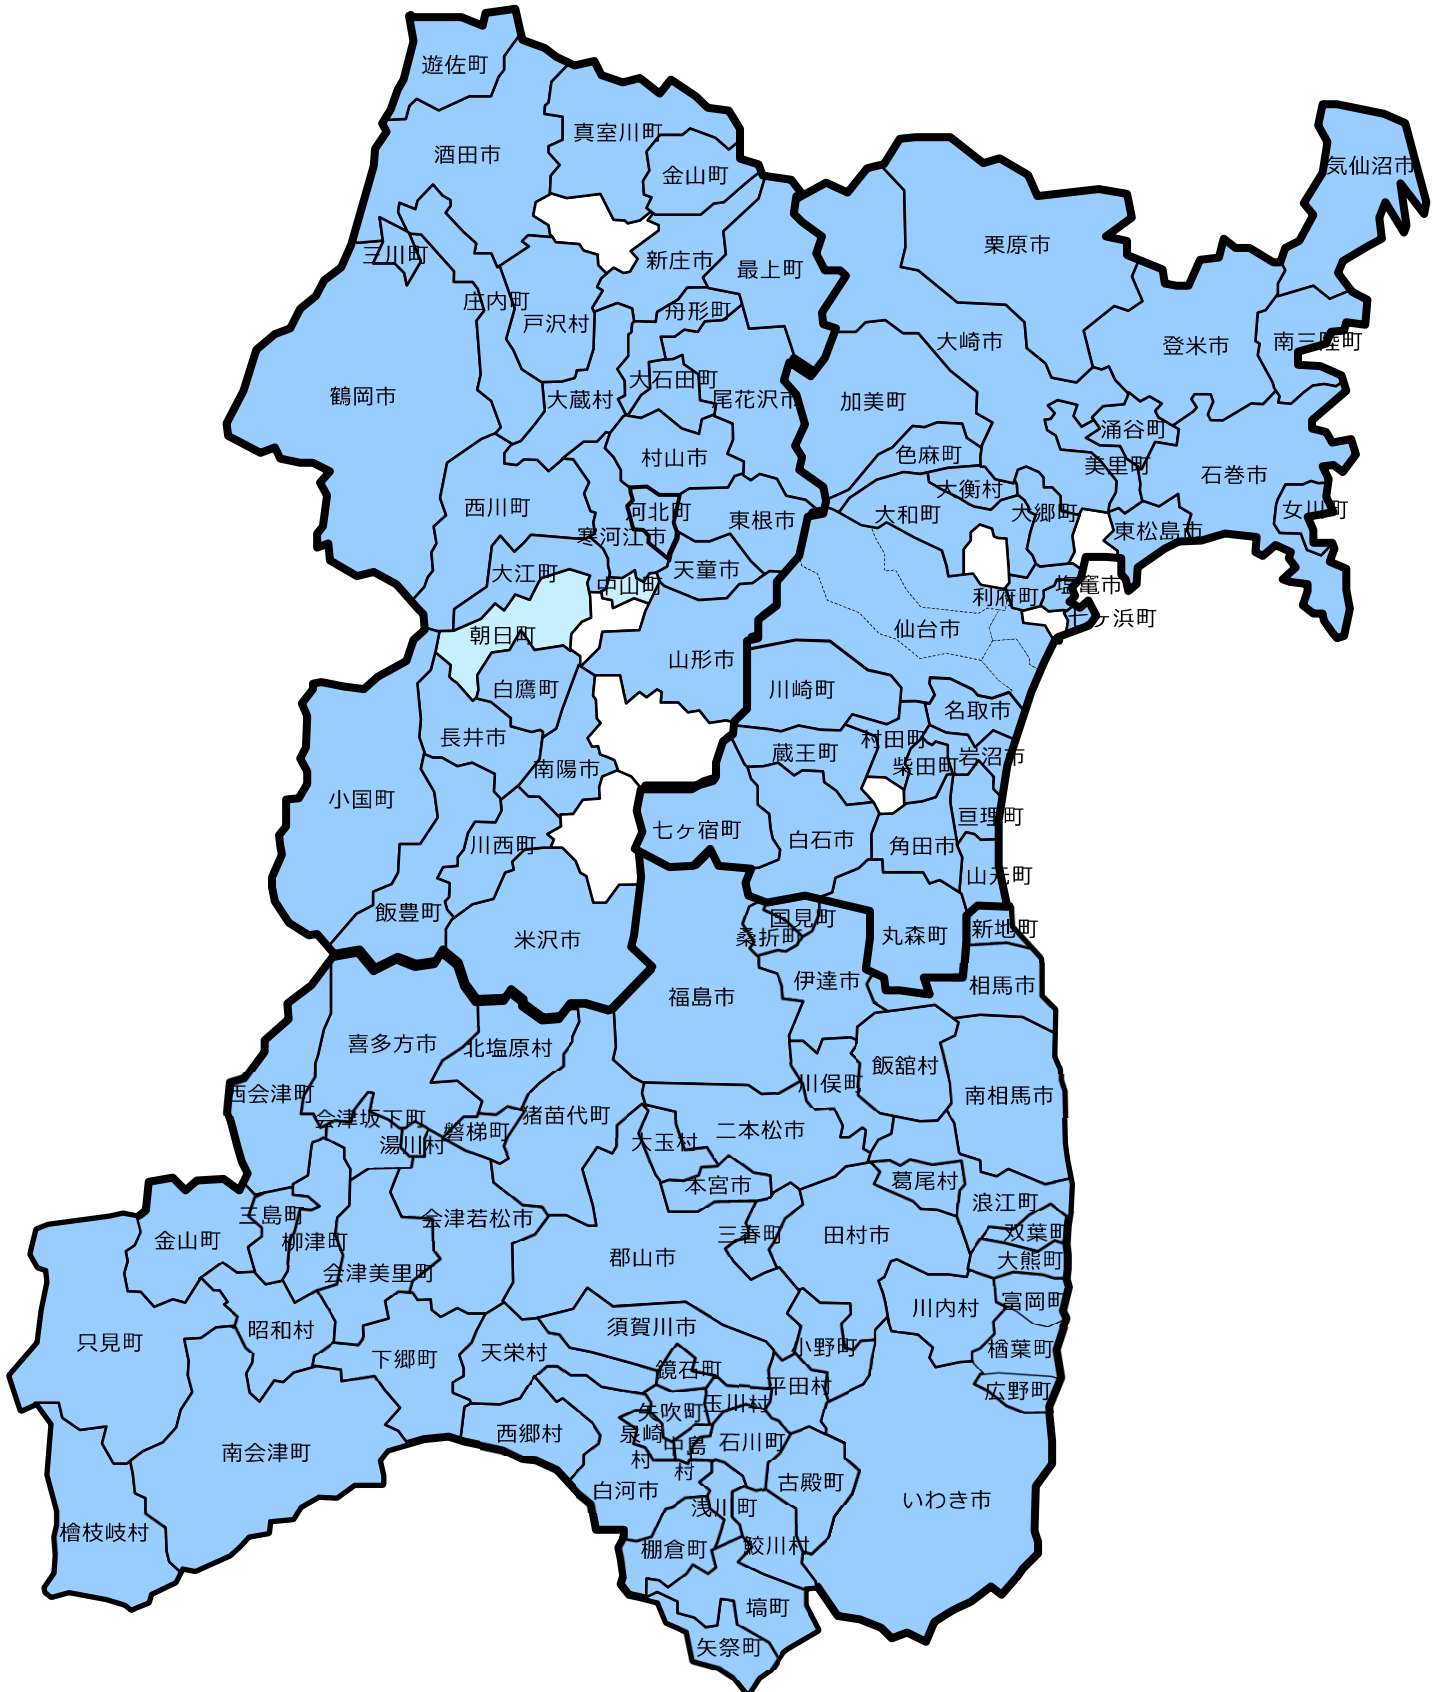 遊佐町
真室川町
酒田市
金山町
気仙沼市
三川町
新庄市
最上町
栗原市
庄内町
舟形町
戸沢村
大崎市
南三陸町
登米市
大石田町
鶴岡市
大蔵村
尾花沢市
加美町
涌谷町
村山市
色麻町
美里町
石巻市
大衡村
西川町
河北町
東根市
大和町
大郷町
女川町
寒河江市
東松島市
大江町
天童市
中山町
塩竈市
利府町
七ヶ浜町
朝日町
仙台市
山形市
白鷹町
川崎町
名取市
長井市
村田町
蔵王町
岩沼市
南陽市
柴田町
小国町
亘理町
七ヶ宿町
白石市
川西町
角田市
山元町
飯豊町
国見町
新地町
米沢市
桑折町
丸森町
伊達市
相馬市
福島市
喜多方市
北塩原村
飯舘村
川俣町
西会津町
南相馬市
会津坂下町
猪苗代町
磐梯町
二本松市
湯川村
大玉村
葛尾村
本宮市
浪江町
三島町
会津若松市
三春町
田村市
双葉町
金山町
柳津町
郡山市
大熊町
会津美里町
富岡町
川内村
昭和村
須賀川市
只見町
小野町
楢葉町
天栄村
下郷町
鏡石町
平田村
広野町
玉川村
矢吹町
西郷村
泉崎
村
石川町
中島
村
南会津町
古殿町
白河市
いわき市
浅川町
檜枝岐村
鮫川村
棚倉町
塙町
矢祭町